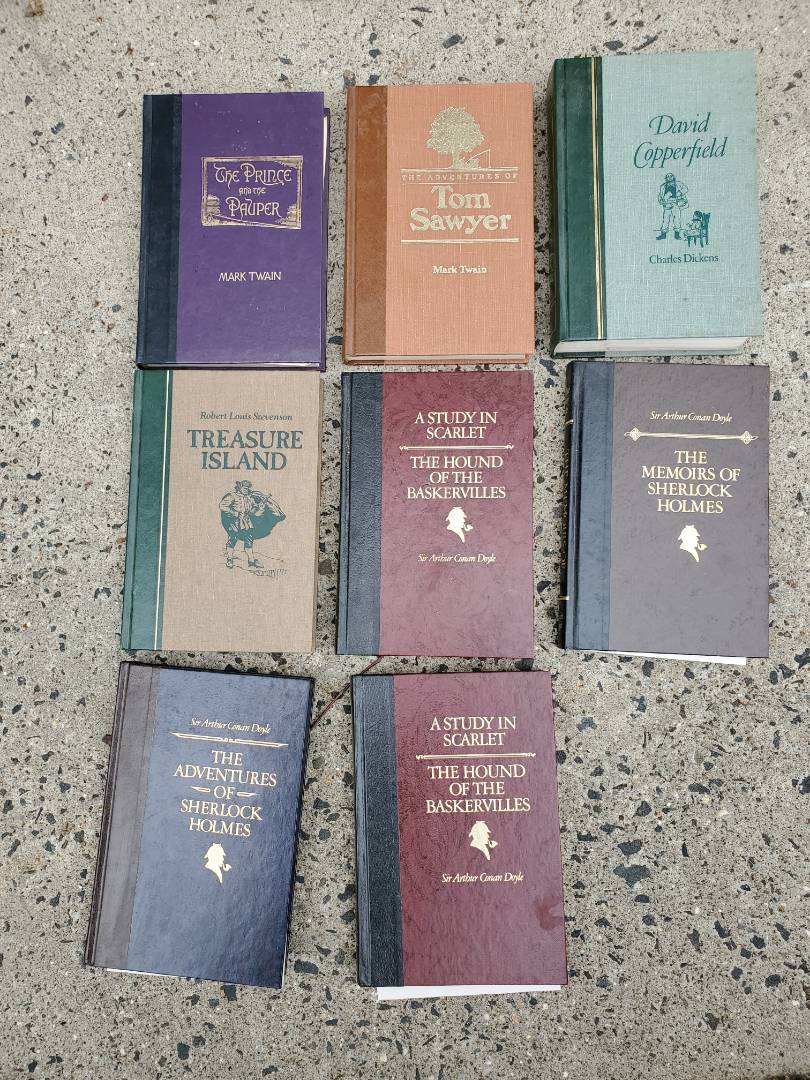 The Prince
and the
Pauper
MARK TWAIN
THE ADVENTURES OF
Tom
Sawyer
Mark Twain
David
Copperfield
Charles Dickens
Robert Louis Stevenson
TREASURE
ISLAND
A STUDY IN
SCARLET
THE HOUND
OF THE
BASKERVILLES
Sir Arthur Conan Doyle
Sir Arthur Conan Doyle
THE
MEMOIRS OF
SHERLOCK
HOLMES
Sir Arthur Conan Doyle
THE
ADVENTURES
OF
SHERLOCK
HOLMES
A STUDY IN
SCARLET
THE HOUND
OF THE
BASKERVILLES
Sir Arthur Conan Doyle